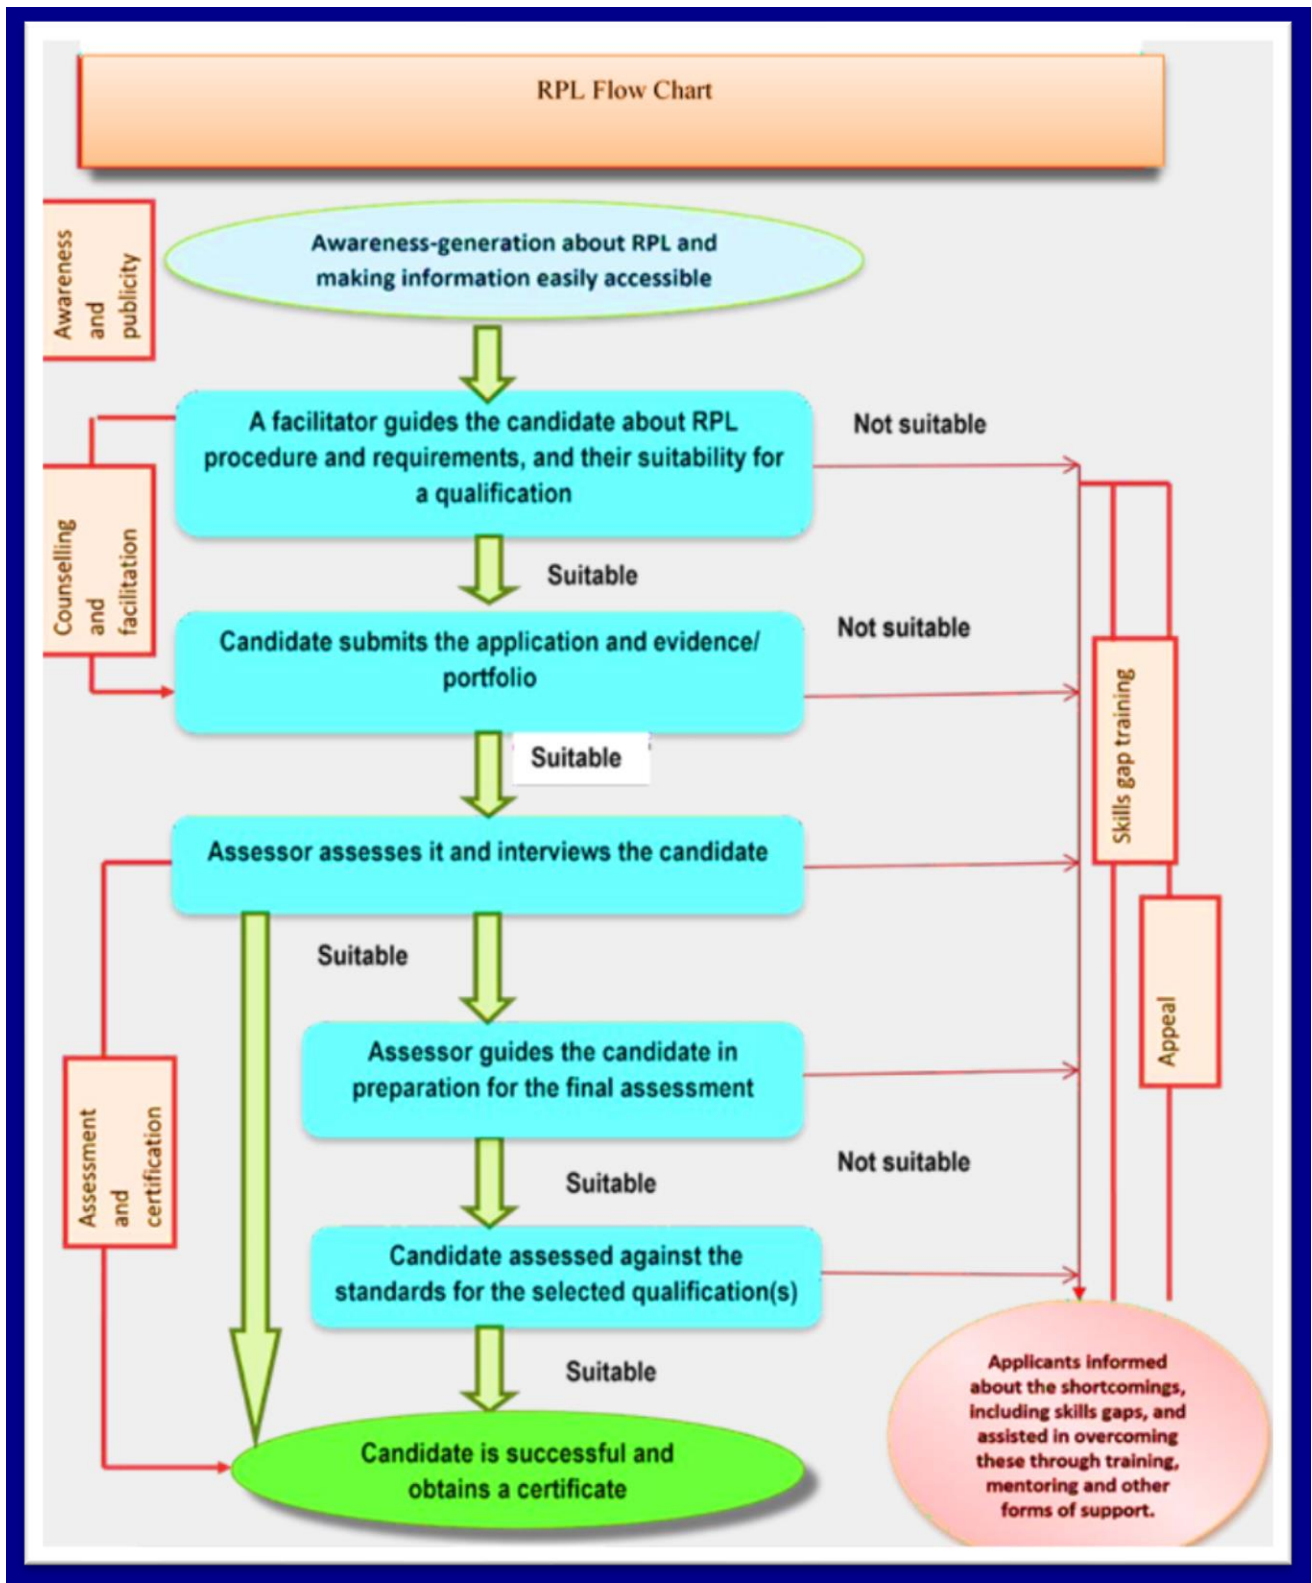 RPL Flow Chart
Awareness
and
publicity
Awareness-generation about RPL and
making information easily accessible
A facilitator guides the candidate about RPL
procedure and requirements, and their suitability for
a qualification
Not suitable
Counselling
and
facilitation
Suitable
Candidate submits the application and evidence/
portfolio
Not suitable
Skills gap training
Suitable
Assessor assesses it and interviews the candidate
Suitable
Appeal
Assessor guides the candidate in
preparation for the final assessment
Assessment
and
certification
Suitable
Not suitable
Candidate assessed against the
standards for the selected qualification(s)
Suitable
Candidate is successful and
obtains a certificate
Applicants informed
about the shortcomings,
including skills gaps, and
assisted in overcoming
these through training,
mentoring and other
forms of support.